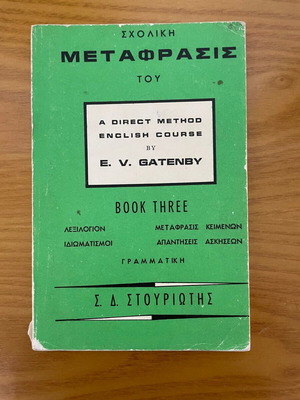 ΣΧΟΛΙΚΗ
ΜΕΤΑΦΡΑΣΙΣ
ΤΟΥ
A DIRECT METHOD
ENGLISH COURSE
BY
E. V. GATENBY
BOOK THREE
ΛΕΞΙΛΟΓΙΟΝ ΜΕΤΑΦΡΑΣΙΣ ΚΕΙΜΕΝΩΝ
ΙΔΙΩΜΑΤΙΣΜΟΙ ΑΠΑΝΤΗΣΕΙΣ ΑΣΚΗΣΕΩΝ
ΓΡΑΜΜΑΤΙΚΗ
Σ. Δ. ΣΤΟΥΡΙΩΤΗΣ